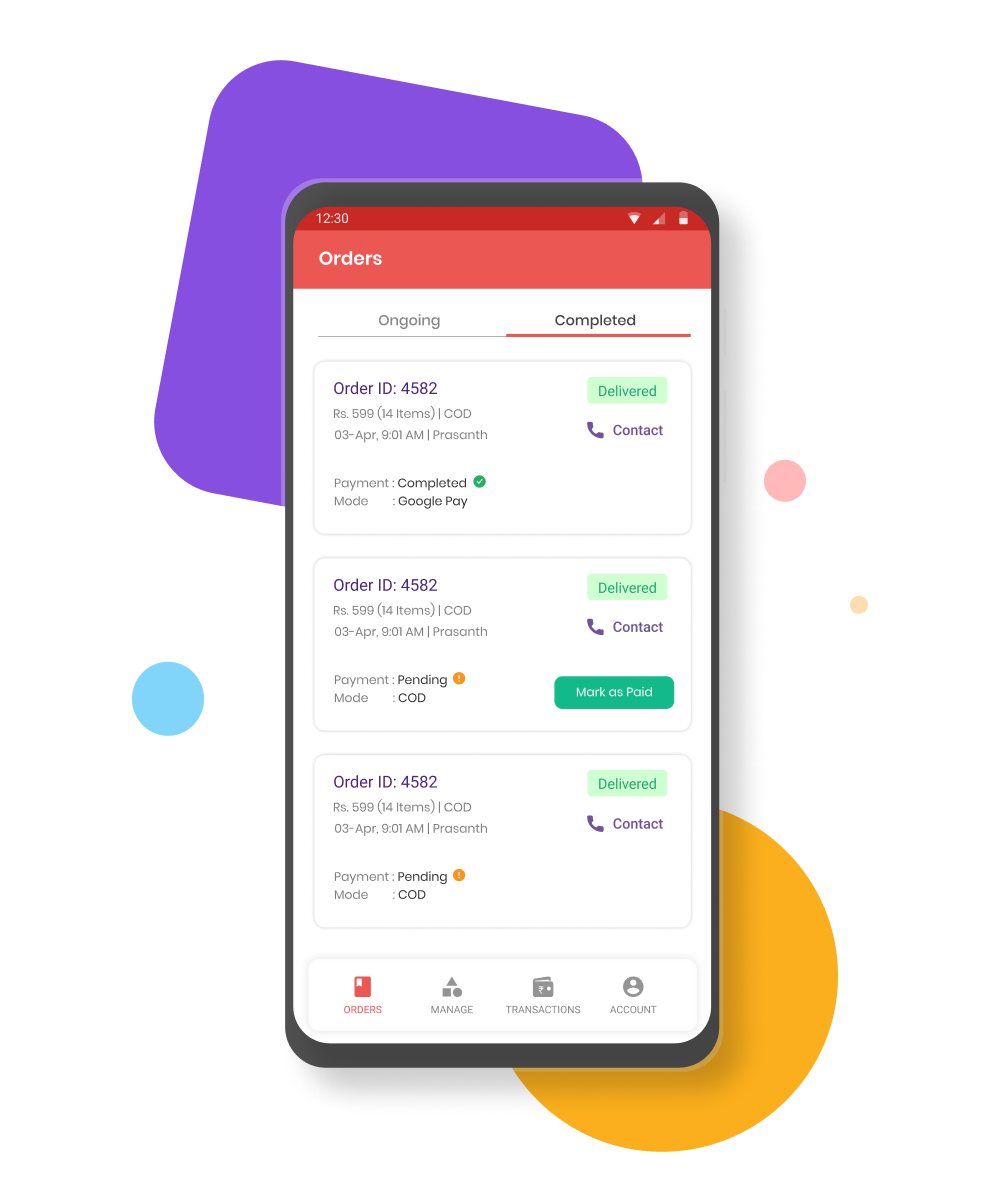 12:30
Orders
Ongoing Completed
Order ID: 4582 Delivered
Rs. 599 (14 Items) | COD
03-Apr, 9:01 AM | Prasanth Contact
Payment : Completed
Mode : Google Pay
Order ID: 4582 Delivered
Rs. 599 (14 Items) | COD
03-Apr, 9:01 AM | Prasanth Contact
Payment : Pending
Mode : COD Mark as Paid
Order ID: 4582 Delivered
Rs. 599 (14 Items) | COD
03-Apr, 9:01 AM | Prasanth Contact
Payment : Pending
Mode : COD
ORDERS MANAGE TRANSACTIONS ACCOUNT